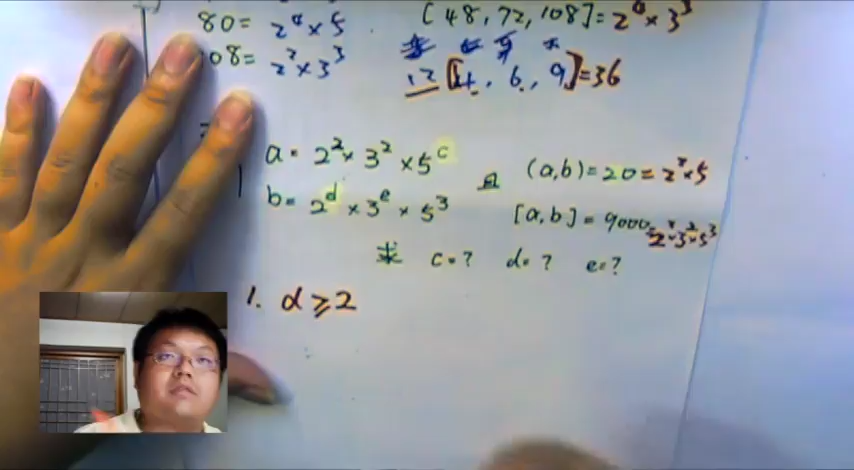 80 = 2⁴ × 5
[48, 72, 108] = 2⁴ × 3³
08 = 2² × 3³
12 [4, 6, 9] = 36
a = 2² × 3² × 5ᶜ
且 (a,b) = 20 = 2² × 5
b = 2ᵈ × 3ᵉ × 5³
[a,b] = 9000 = 2³ × 3² × 5³
求 c = ? d = ? e = ?
1. d ≥ 2